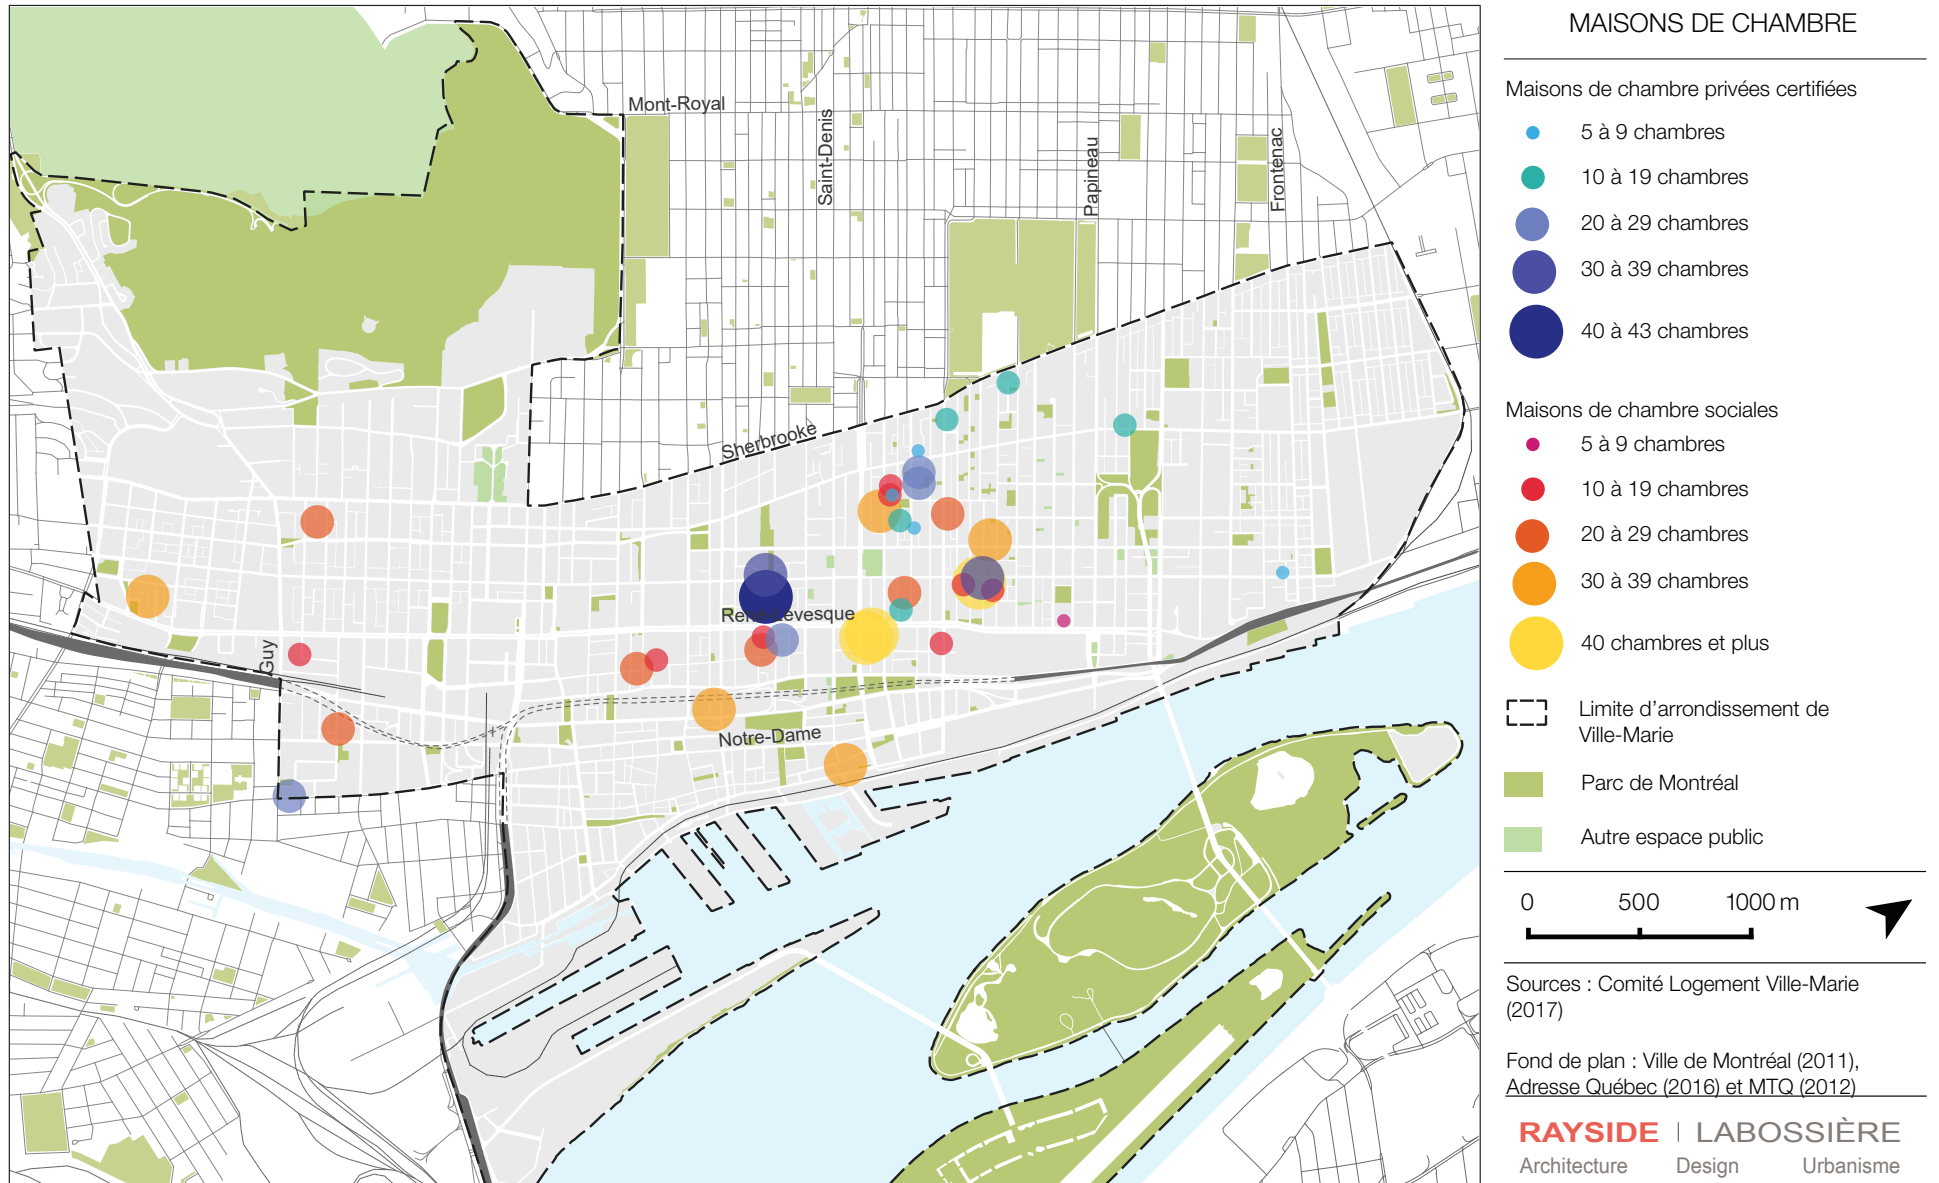 Mont-Royal
Saint-Denis
Papineau
Frontenac
Sherbrooke
René-Lévesque
Guy
Notre-Dame
MAISONS DE CHAMBRE
Maisons de chambre privées certifiées
5 à 9 chambres
10 à 19 chambres
20 à 29 chambres
30 à 39 chambres
40 à 43 chambres
Maisons de chambre sociales
5 à 9 chambres
10 à 19 chambres
20 à 29 chambres
30 à 39 chambres
40 chambres et plus
Limite d'arrondissement de
Ville-Marie
Parc de Montréal
Autre espace public
0 500 1000 m
Sources : Comité Logement Ville-Marie
(2017)
Fond de plan : Ville de Montréal (2011),
Adresse Québec (2016) et MTQ (2012)
RAYSIDE | LABOSSIÈRE
Architecture Design Urbanisme